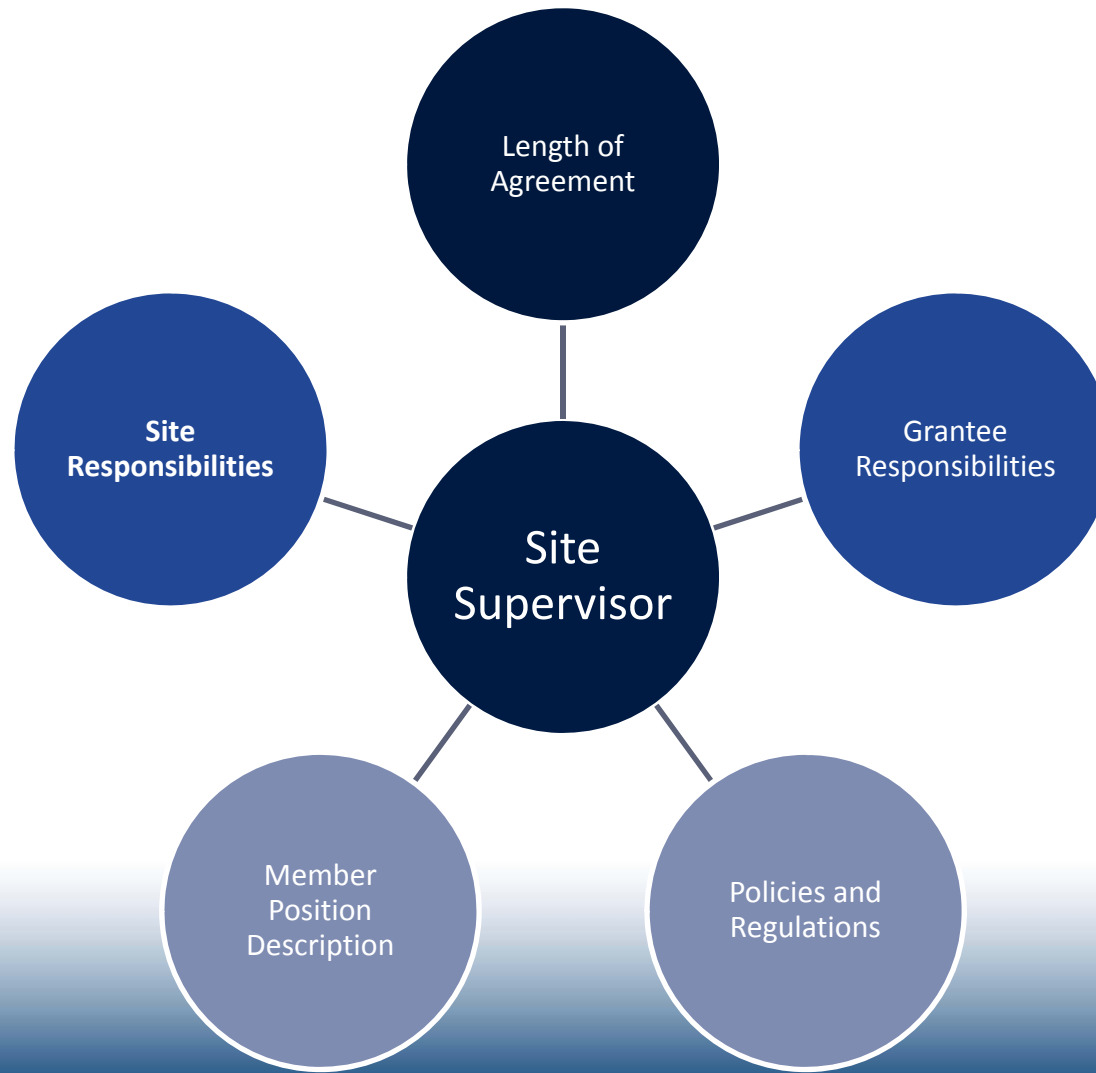 Length of
Agreement
Site
Responsibilities
Grantee
Responsibilities
Site
Supervisor
Member
Position
Description
Policies and
Regulations